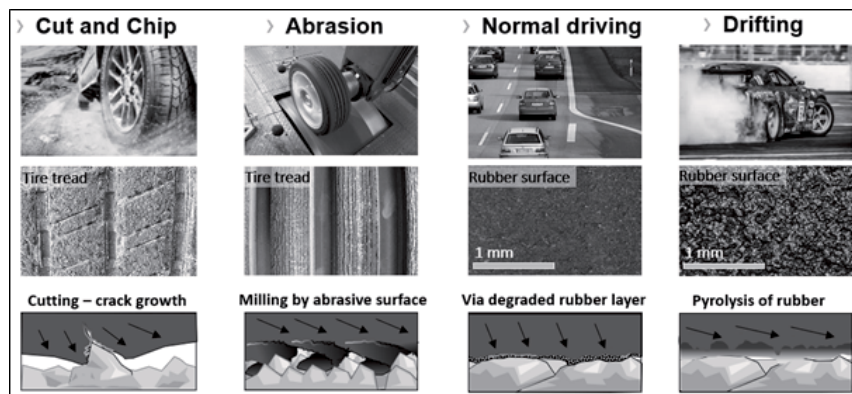 > Cut and Chip
> Abrasion
> Normal driving
> Drifting
Tire tread
Tire tread
Rubber surface
1 mm
Rubber surface
1 mm
Cutting – crack growth
Milling by abrasive surface
Via degraded rubber layer
Pyrolysis of rubber